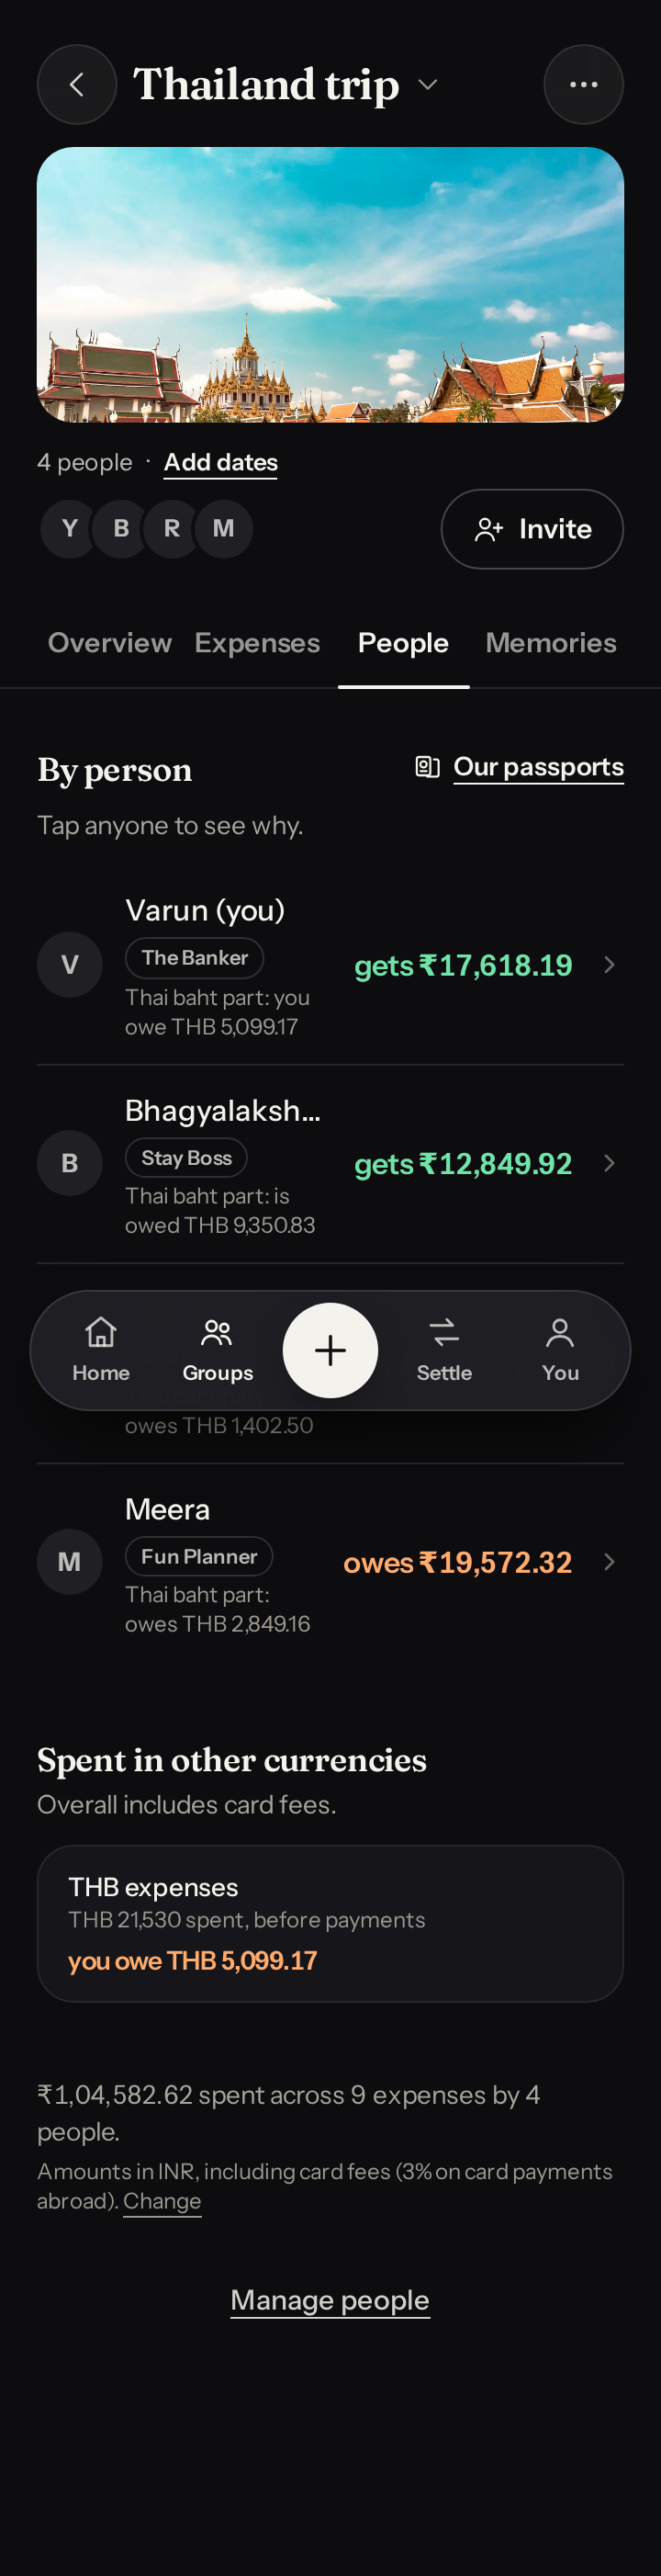 Thailand trip
4 people · Add dates
Y B R M
Invite
Overview Expenses People Memories
By person
Our passports
Tap anyone to see why.
Varun (you)
V
The Banker
gets ₹17,618.19
Thai baht part: you
owe THB 5,099.17
Bhagyalaksh...
B
Stay Boss
gets ₹12,849.92
Thai baht part: is
owed THB 9,350.83
Home Groups Settle You
owes THB 1,402.50
Meera
M
Fun Planner
owes ₹19,572.32
Thai baht part:
owes THB 2,849.16
Spent in other currencies
Overall includes card fees.
THB expenses
THB 21,530 spent, before payments
you owe THB 5,099.17
₹1,04,582.62 spent across 9 expenses by 4
people.
Amounts in INR, including card fees (3% on card payments
abroad). Change
Manage people